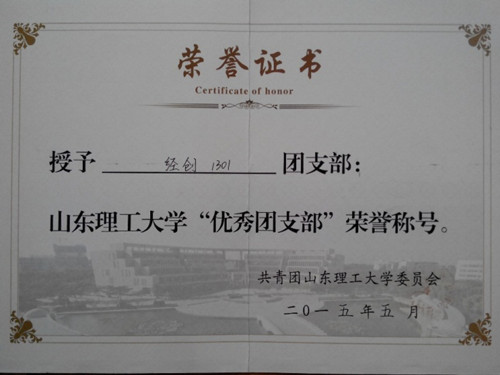 荣誉证书
Certificate of honor
授予 经创 1301 团支部：
山东理工大学“优秀团支部”荣誉称号。
共青团山东理工大学委员会
二〇一五年五月